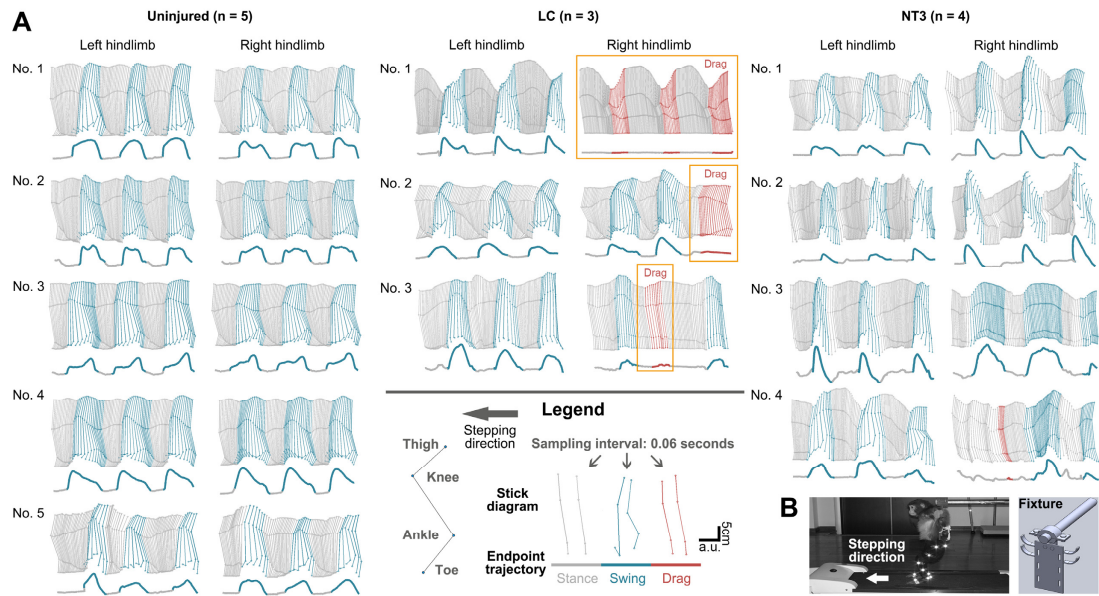 A
Uninjured (n = 5)
Left hindlimb
Right hindlimb
No. 1
No. 2
No. 3
No. 4
No. 5
LC (n = 3)
Left hindlimb
Right hindlimb
No. 1
Drag
No. 2
Drag
No. 3
Drag
NT3 (n = 4)
Left hindlimb
Right hindlimb
No. 1
No. 2
No. 3
No. 4
Legend
Stepping
direction
Thigh
Knee
Ankle
Toe
Sampling interval: 0.06 seconds
Stick
diagram
5cm
a.u.
Endpoint
trajectory
Stance
Swing
Drag
B
Stepping
direction
Fixture